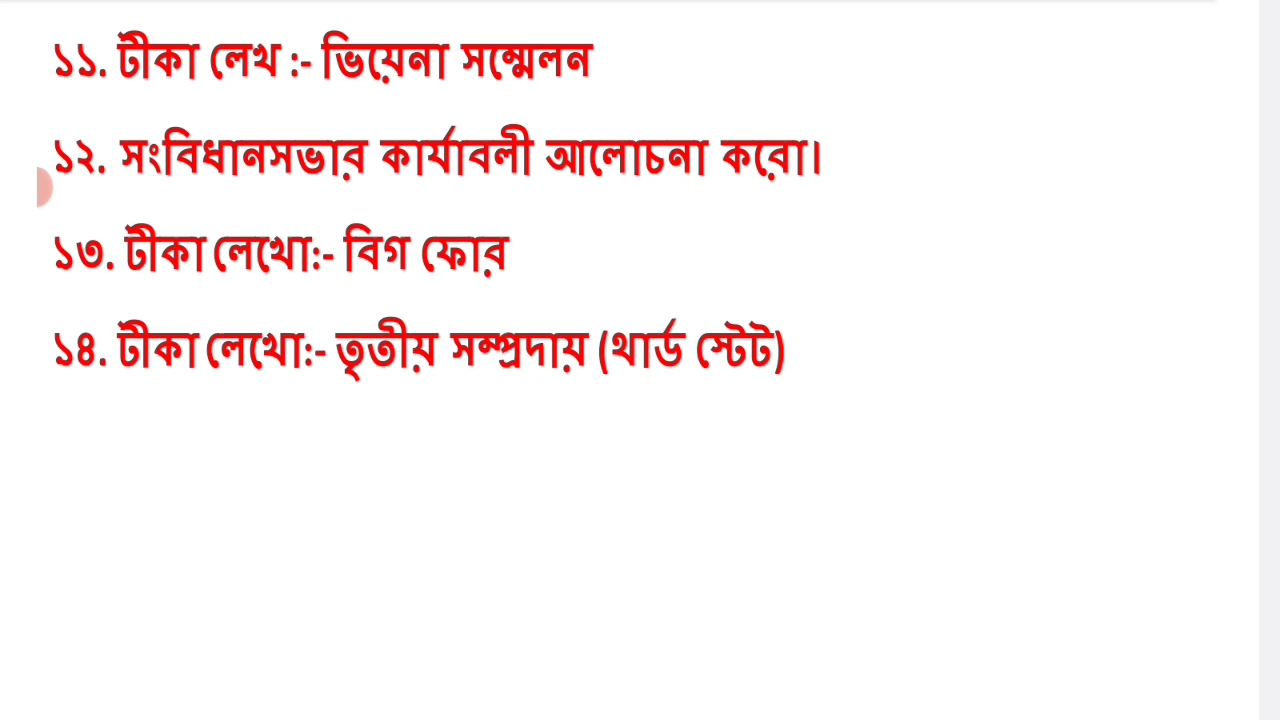 ১১. টীকা লেখ :- ভিয়েনা সম্মেলন
১২. সংবিধানসভার কার্যাবলী আলোচনা করো।
১৩. টীকা লেখো:- বিগ ফোর
১৪. টীকা লেখো:- তৃতীয় সম্প্রদায় (থার্ড স্টেট)